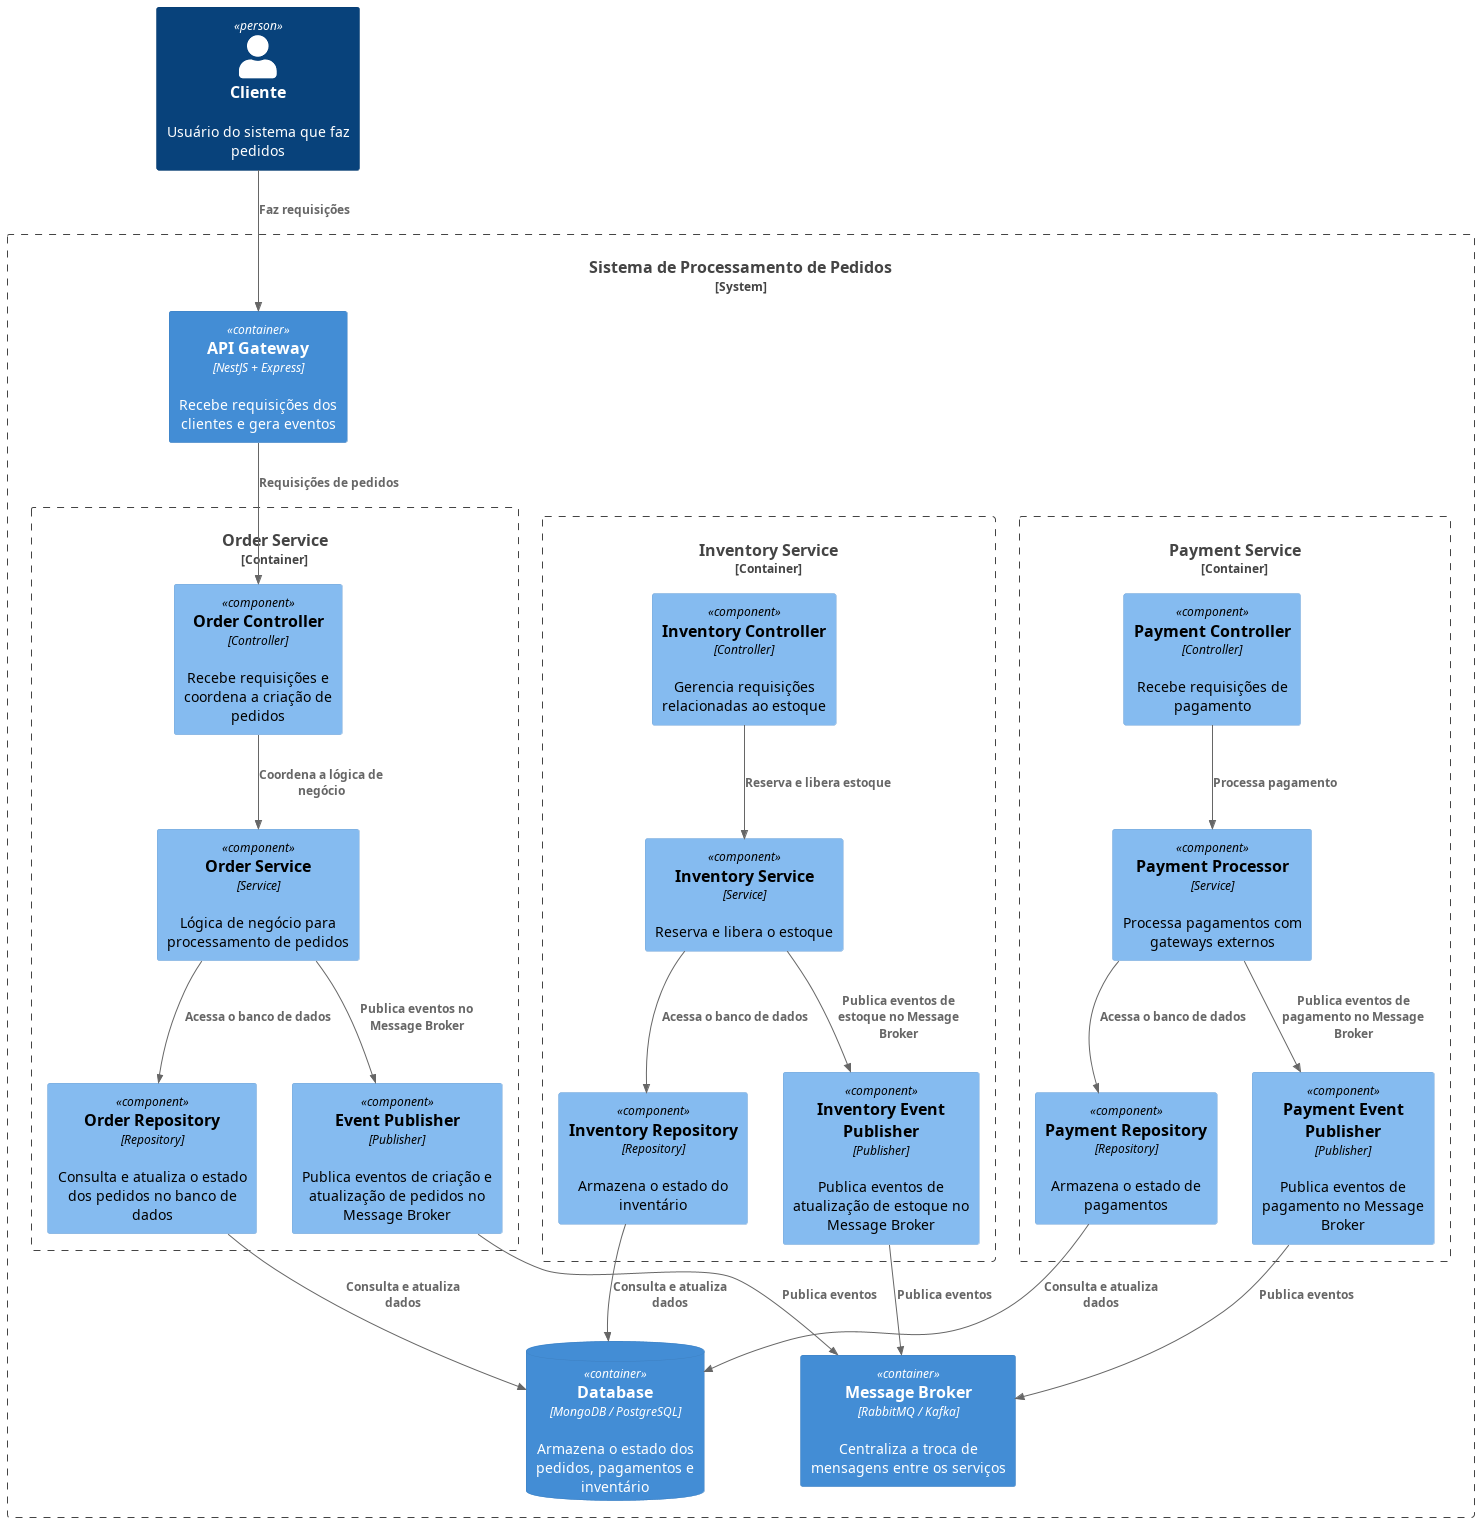 «person»
Cliente
Usuário do sistema que faz
pedidos
Faz requisições
Sistema de Processamento de Pedidos
[System]
«container»
API Gateway
[NestJS + Express]
Recebe requisições dos
clientes e gera eventos
Requisições de pedidos
Order Service
[Container]
«component»
Order Controller
[Controller]
Recebe requisições e
coordena a criação de
pedidos
Coordena a lógica de
negócio
«component»
Order Service
[Service]
Lógica de negócio para
processamento de pedidos
Acessa o banco de dados
Publica eventos no
Message Broker
«component»
Order Repository
[Repository]
Consulta e atualiza o estado
dos pedidos no banco de
dados
«component»
Event Publisher
[Publisher]
Publica eventos de criação e
atualização de pedidos no
Message Broker
Inventory Service
[Container]
«component»
Inventory Controller
[Controller]
Gerencia requisições
relacionadas ao estoque
Reserva e libera estoque
«component»
Inventory Service
[Service]
Reserva e libera o estoque
Acessa o banco de dados
Publica eventos de
estoque no Message
Broker
«component»
Inventory Repository
[Repository]
Armazena o estado do
inventário
«component»
Inventory Event
Publisher
[Publisher]
Publica eventos de
atualização de estoque no
Message Broker
Payment Service
[Container]
«component»
Payment Controller
[Controller]
Recebe requisições de
pagamento
Processa pagamento
«component»
Payment Processor
[Service]
Processa pagamentos com
gateways externos
Acessa o banco de dados
Publica eventos de
pagamento no Message
Broker
«component»
Payment Repository
[Repository]
Armazena o estado de
pagamentos
«component»
Payment Event
Publisher
[Publisher]
Publica eventos de
pagamento no Message
Broker
Consulta e atualiza
dados
Consulta e atualiza
dados
Publica eventos
Publica eventos
Consulta e atualiza
dados
Publica eventos
«container»
Database
[MongoDB / PostgreSQL]
Armazena o estado dos
pedidos, pagamentos e
inventário
«container»
Message Broker
[RabbitMQ / Kafka]
Centraliza a troca de
mensagens entre os serviços